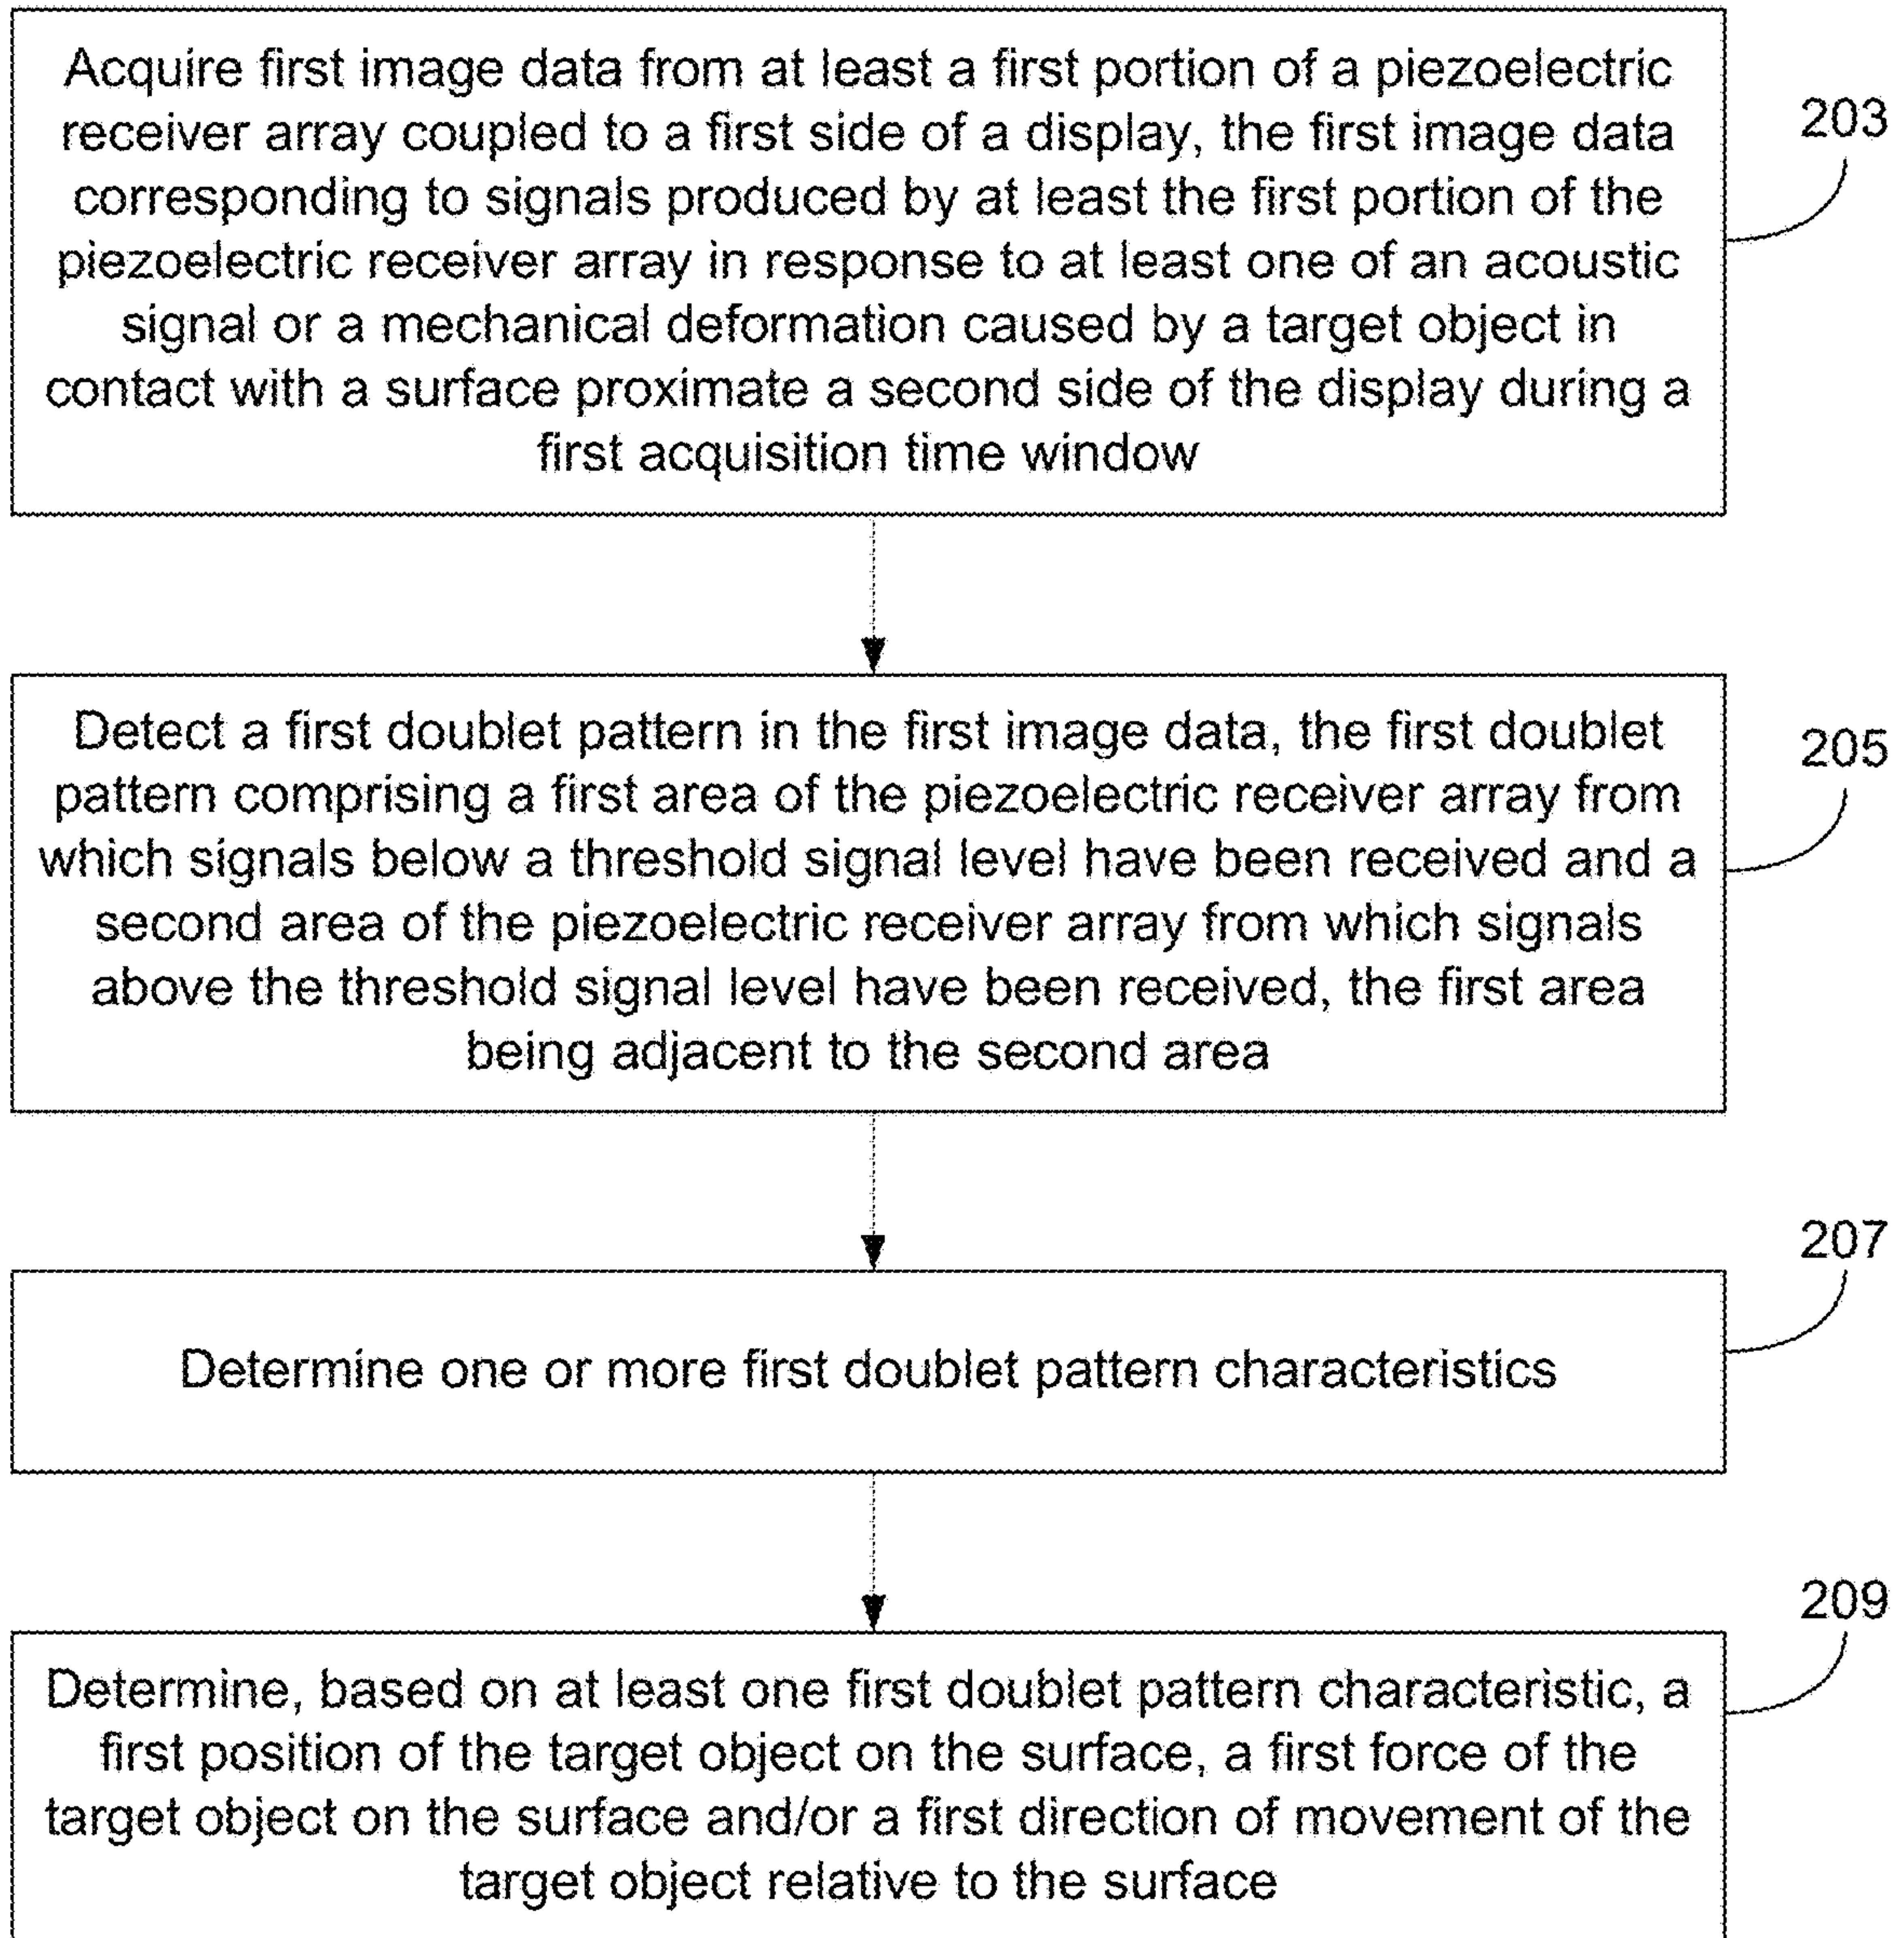 Acquire first image data from at least a first portion of a piezoelectric
receiver array coupled to a first side of a display, the first image data
corresponding to signals produced by at least the first portion of the
piezoelectric receiver array in response to at least one of an acoustic
signal or a mechanical deformation caused by a target object in
contact with a surface proximate a second side of the display during a
first acquisition time window
203
Detect a first doublet pattern in the first image data, the first doublet
pattern comprising a first area of the piezoelectric receiver array from
which signals below a threshold signal level have been received and a
second area of the piezoelectric receiver array from which signals
above the threshold signal level have been received, the first area
being adjacent to the second area
205
Determine one or more first doublet pattern characteristics
207
Determine, based on at least one first doublet pattern characteristic, a
first position of the target object on the surface, a first force of the
target object on the surface and/or a first direction of movement of the
target object relative to the surface
209